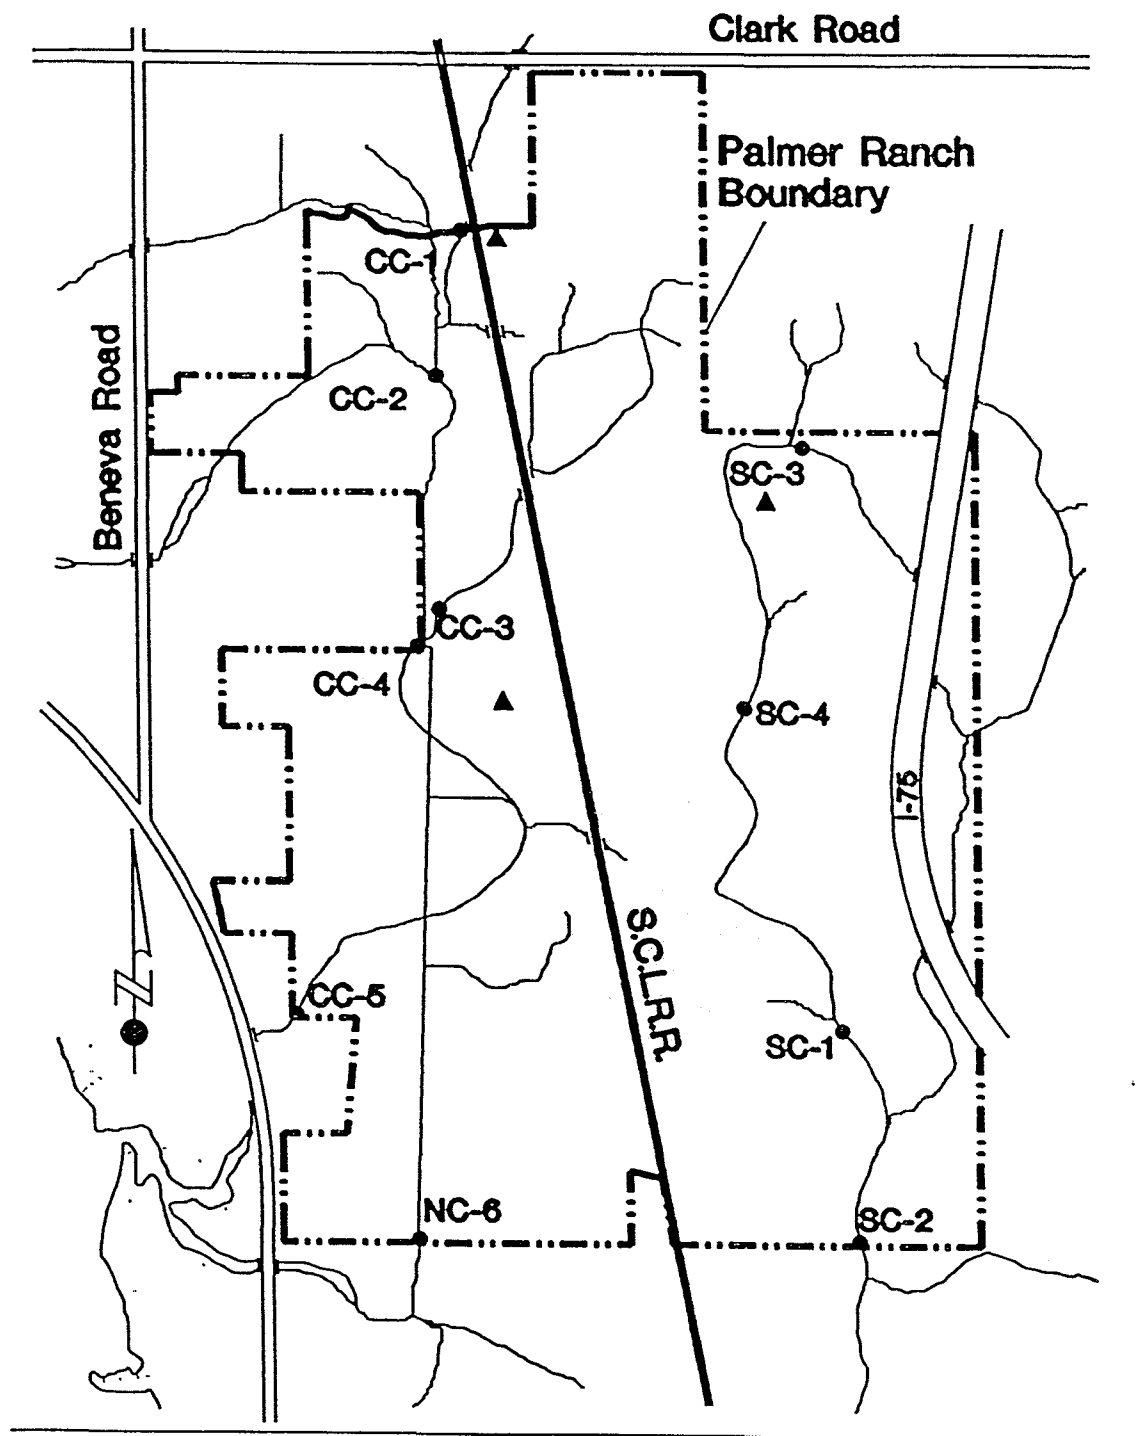 Clark Road
Palmer Ranch
Boundary
CC-1
Beneva Road
CC-2
SC-3
CC-3
CC-4
SC-4
I-75
S.C.L.R.R.
N
CC-5
SC-1
NC-6
SC-2